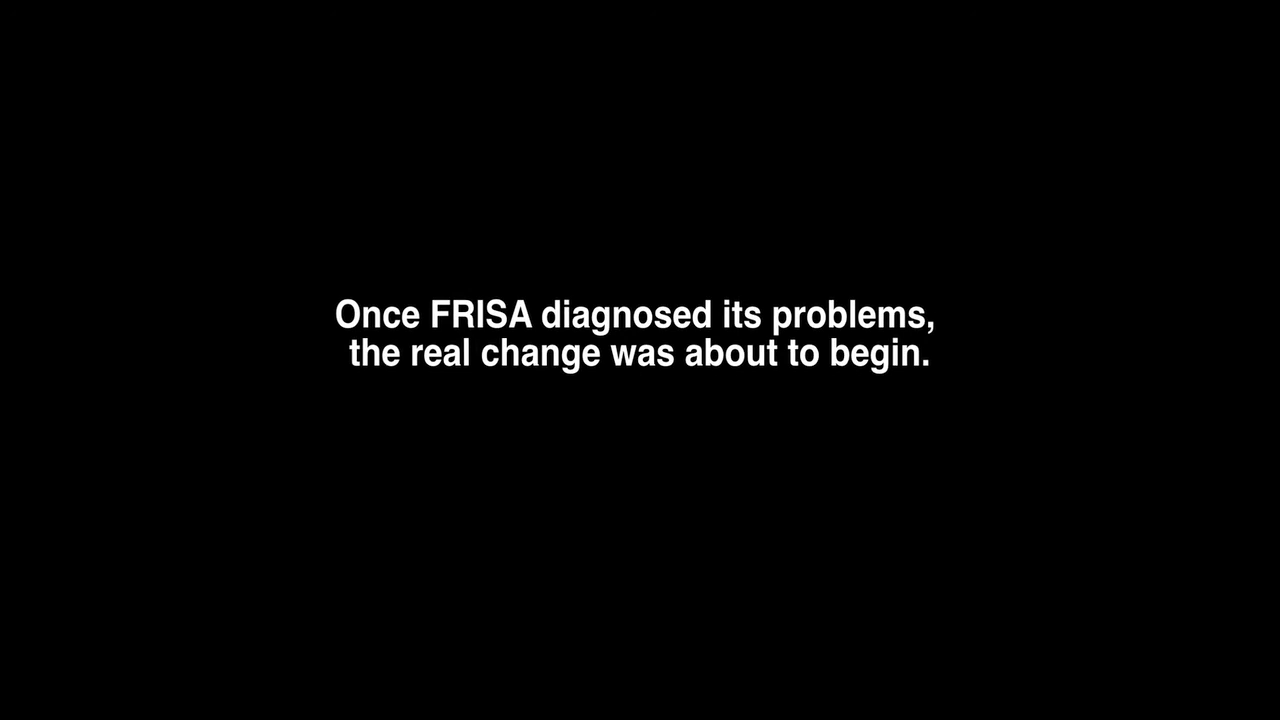 Once FRISA diagnosed its problems,
the real change was about to begin.